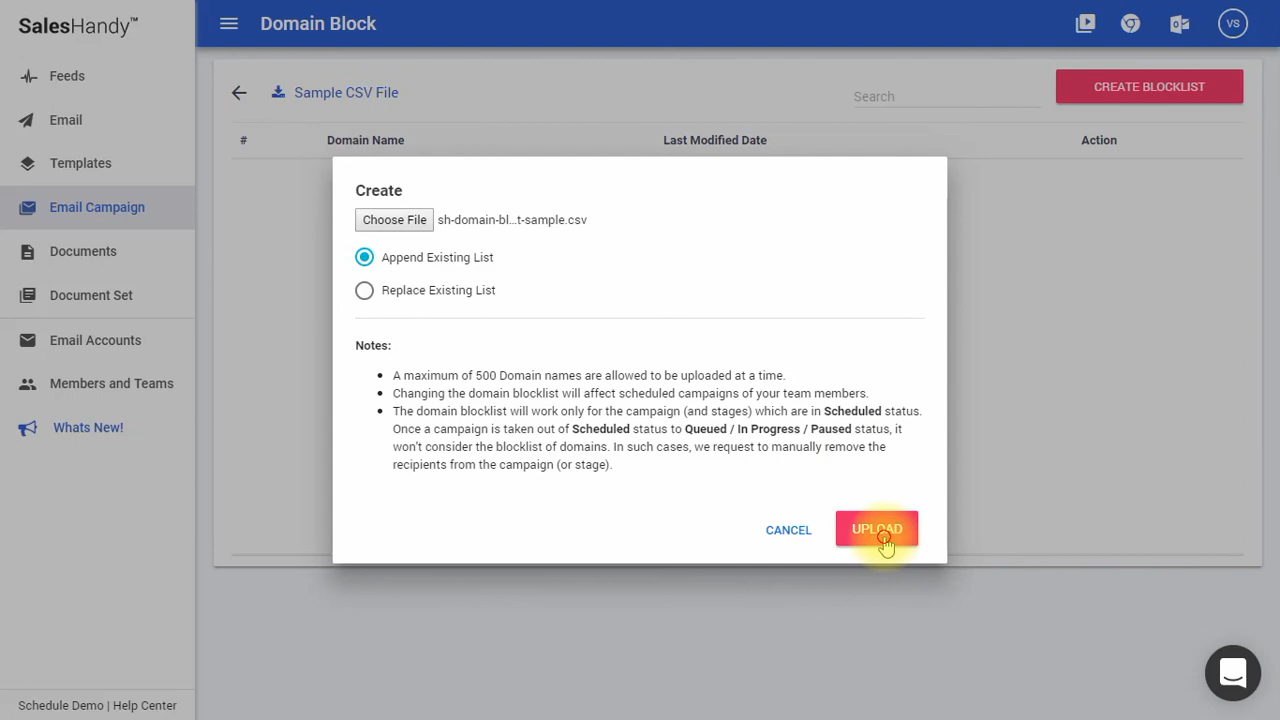 SalesHandy™
Domain Block
VS
Feeds
Email
Templates
Email Campaign
Documents
Document Set
Email Accounts
Members and Teams
Whats New!
Schedule Demo | Help Center
Sample CSV File
Search
CREATE BLOCKLIST
# Domain Name Last Modified Date Action
Create
Choose File sh-domain-bl...t-sample.csv
Append Existing List
Replace Existing List
Notes:
• A maximum of 500 Domain names are allowed to be uploaded at a time.
• Changing the domain blocklist will affect scheduled campaigns of your team members.
• The domain blocklist will work only for the campaign (and stages) which are in Scheduled status.
Once a campaign is taken out of Scheduled status to Queued / In Progress / Paused status, it
won't consider the blocklist of domains. In such cases, we request to manually remove the
recipients from the campaign (or stage).
CANCEL
UPLOAD